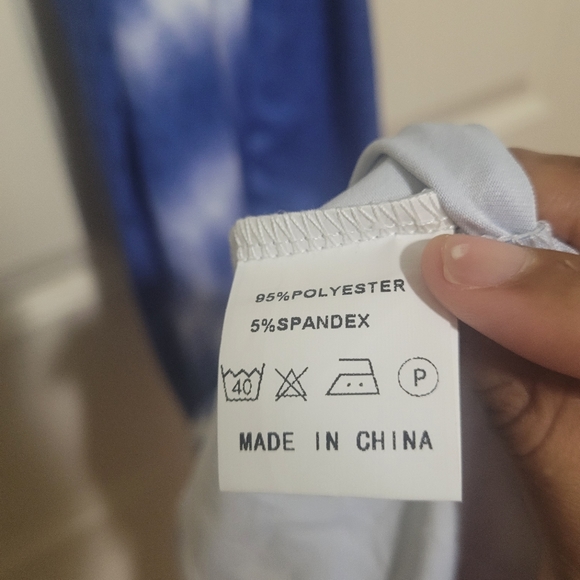 95%POLYESTER
5%SPANDEX
40 P
MADE IN CHINA